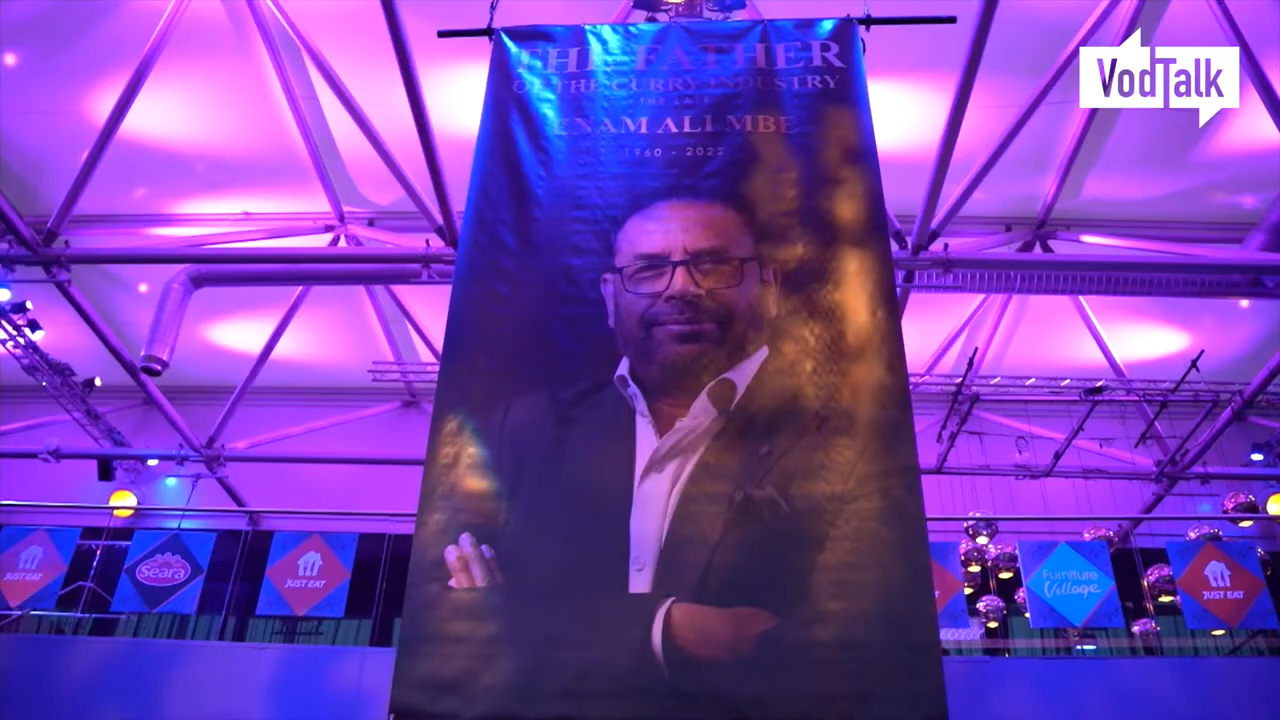 THE FATHER
OF THE CURRY INDUSTRY
THE LATE
ENAM ALI MBE
1960 - 2022
VodTalk
JUST EAT
Seara
JUST EAT
Furniture
Village
JUST EAT